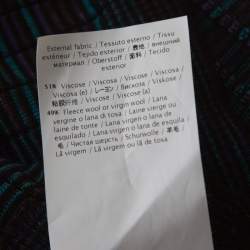 External fabric / Tessuto esterno / Tissu
extérieur / Tejido exterior / 表地 / внешний
материал / Oberstoff / 面料 / Tecido
exterior
51% Viscose / Viscosa / Viscose / Viscosa
/ Viscose (e) / レーヨン / Вискоза / Viskose /
粘胶纤维 / Viscose / Viscose (e)
49% Fleece wool or virgin wool / Lana
vergine o lana di tosa / Laine vierge ou
laine de tonte / Lana virgen o lana de
esquilado / Lana virgen o lana de esquila
/ 毛 / Чистая шерсть / Schurwolle / 羊毛 /
Lã virgem / Lã virgem ou lã de tosa